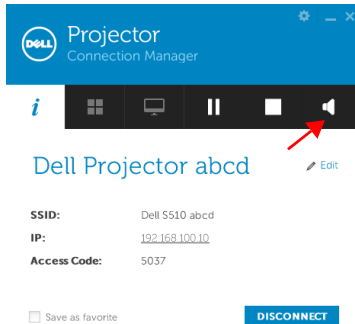 DELL
Projector
Connection Manager
i
Dell Projector abcd
Edit
SSID: Dell S510 abcd
IP: 192.168.100.10
Access Code: 5037
Save as favorite
DISCONNECT